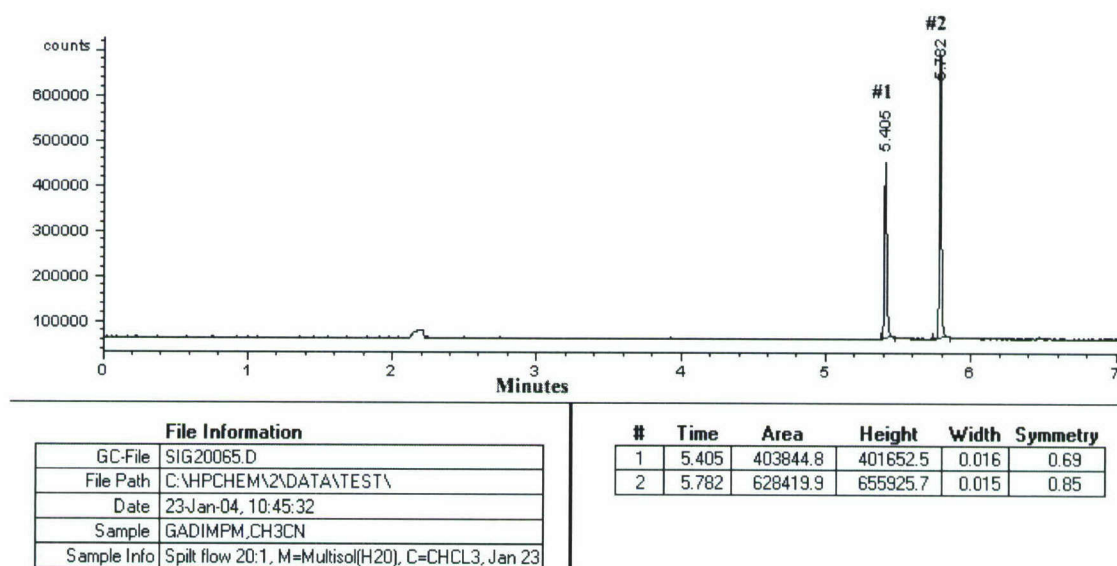 #2
counts
5.782
600000
#1
500000
5.405
400000
300000
200000
100000
0 1 2 3 4 5 6 7
Minutes
File Information
GC-File SIG20065.D
File Path C:\HPCHEM\2\DATA\TEST\
Date 23-Jan-04, 10:45:32
Sample GADIMPM,CH3CN
Sample Info Spilt flow 20:1, M=Multisol(H20), C=CHCL3, Jan 23
# Time Area Height Width Symmetry
1 5.405 403844.8 401652.5 0.016 0.69
2 5.782 628419.9 655925.7 0.015 0.85